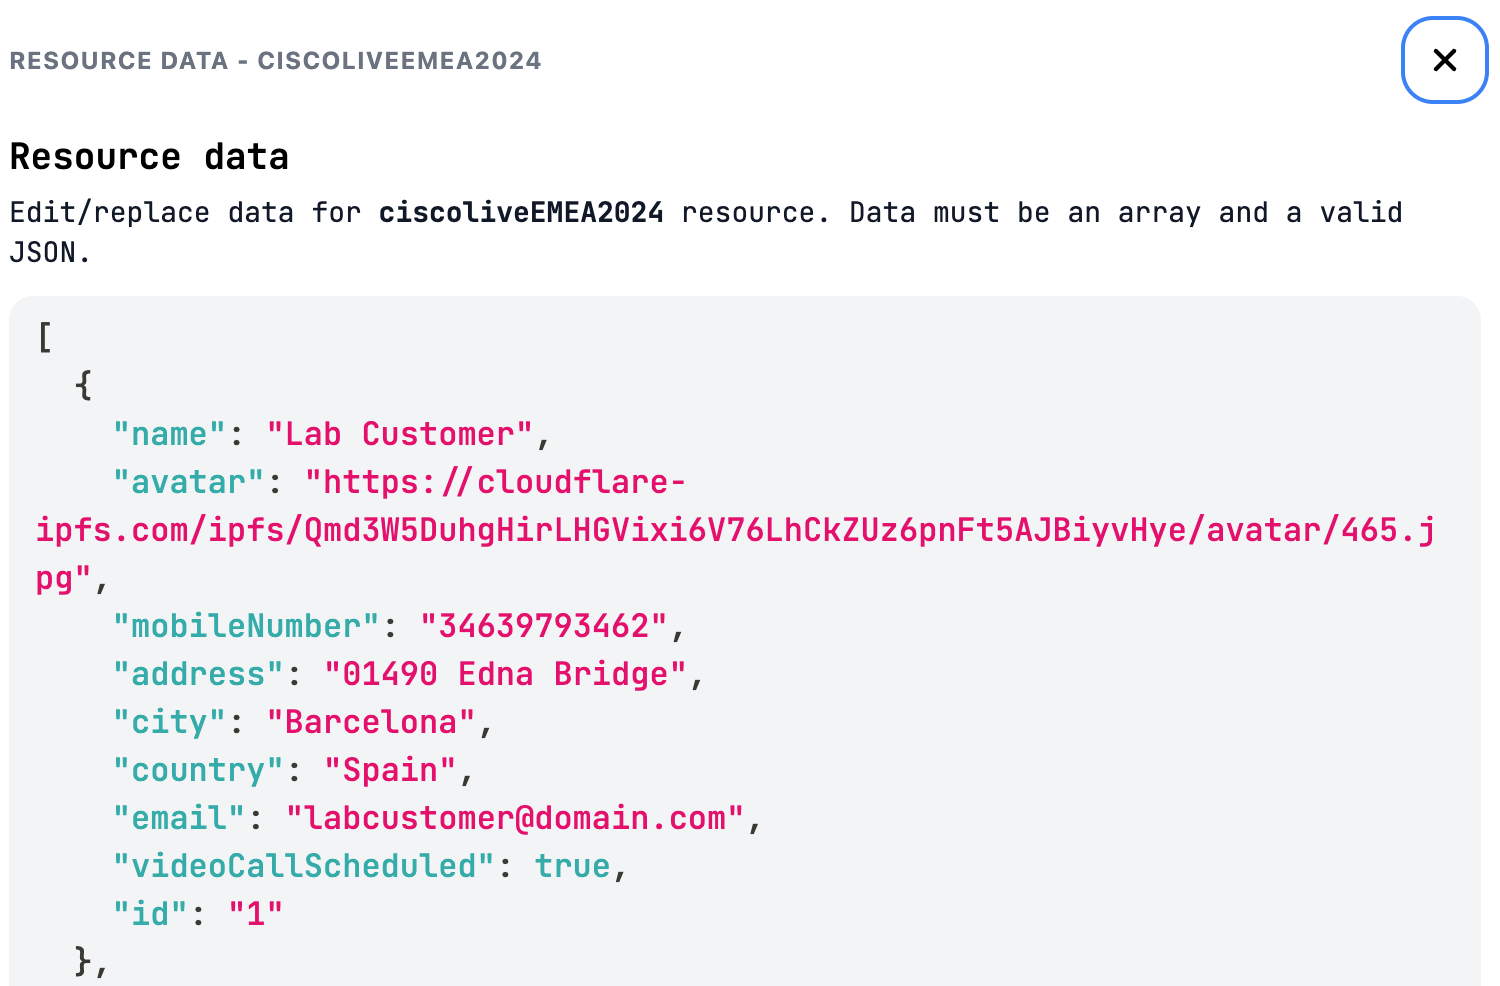 RESOURCE DATA - CISCOLIVEEMEA2024
Resource data
Edit/replace data for ciscoliveEMEA2024 resource. Data must be an array and a valid
JSON.
[
  {
    "name": "Lab Customer",
    "avatar": "https://cloudflare-
ipfs.com/ipfs/Qmd3W5DuhgHirLHGVixi6V76LhCkZUz6pnFt5AJBiyvHye/avatar/465.j
pg",
    "mobileNumber": "34639793462",
    "address": "01490 Edna Bridge",
    "city": "Barcelona",
    "country": "Spain",
    "email": "labcustomer@domain.com",
    "videoCallScheduled": true,
    "id": "1"
  },